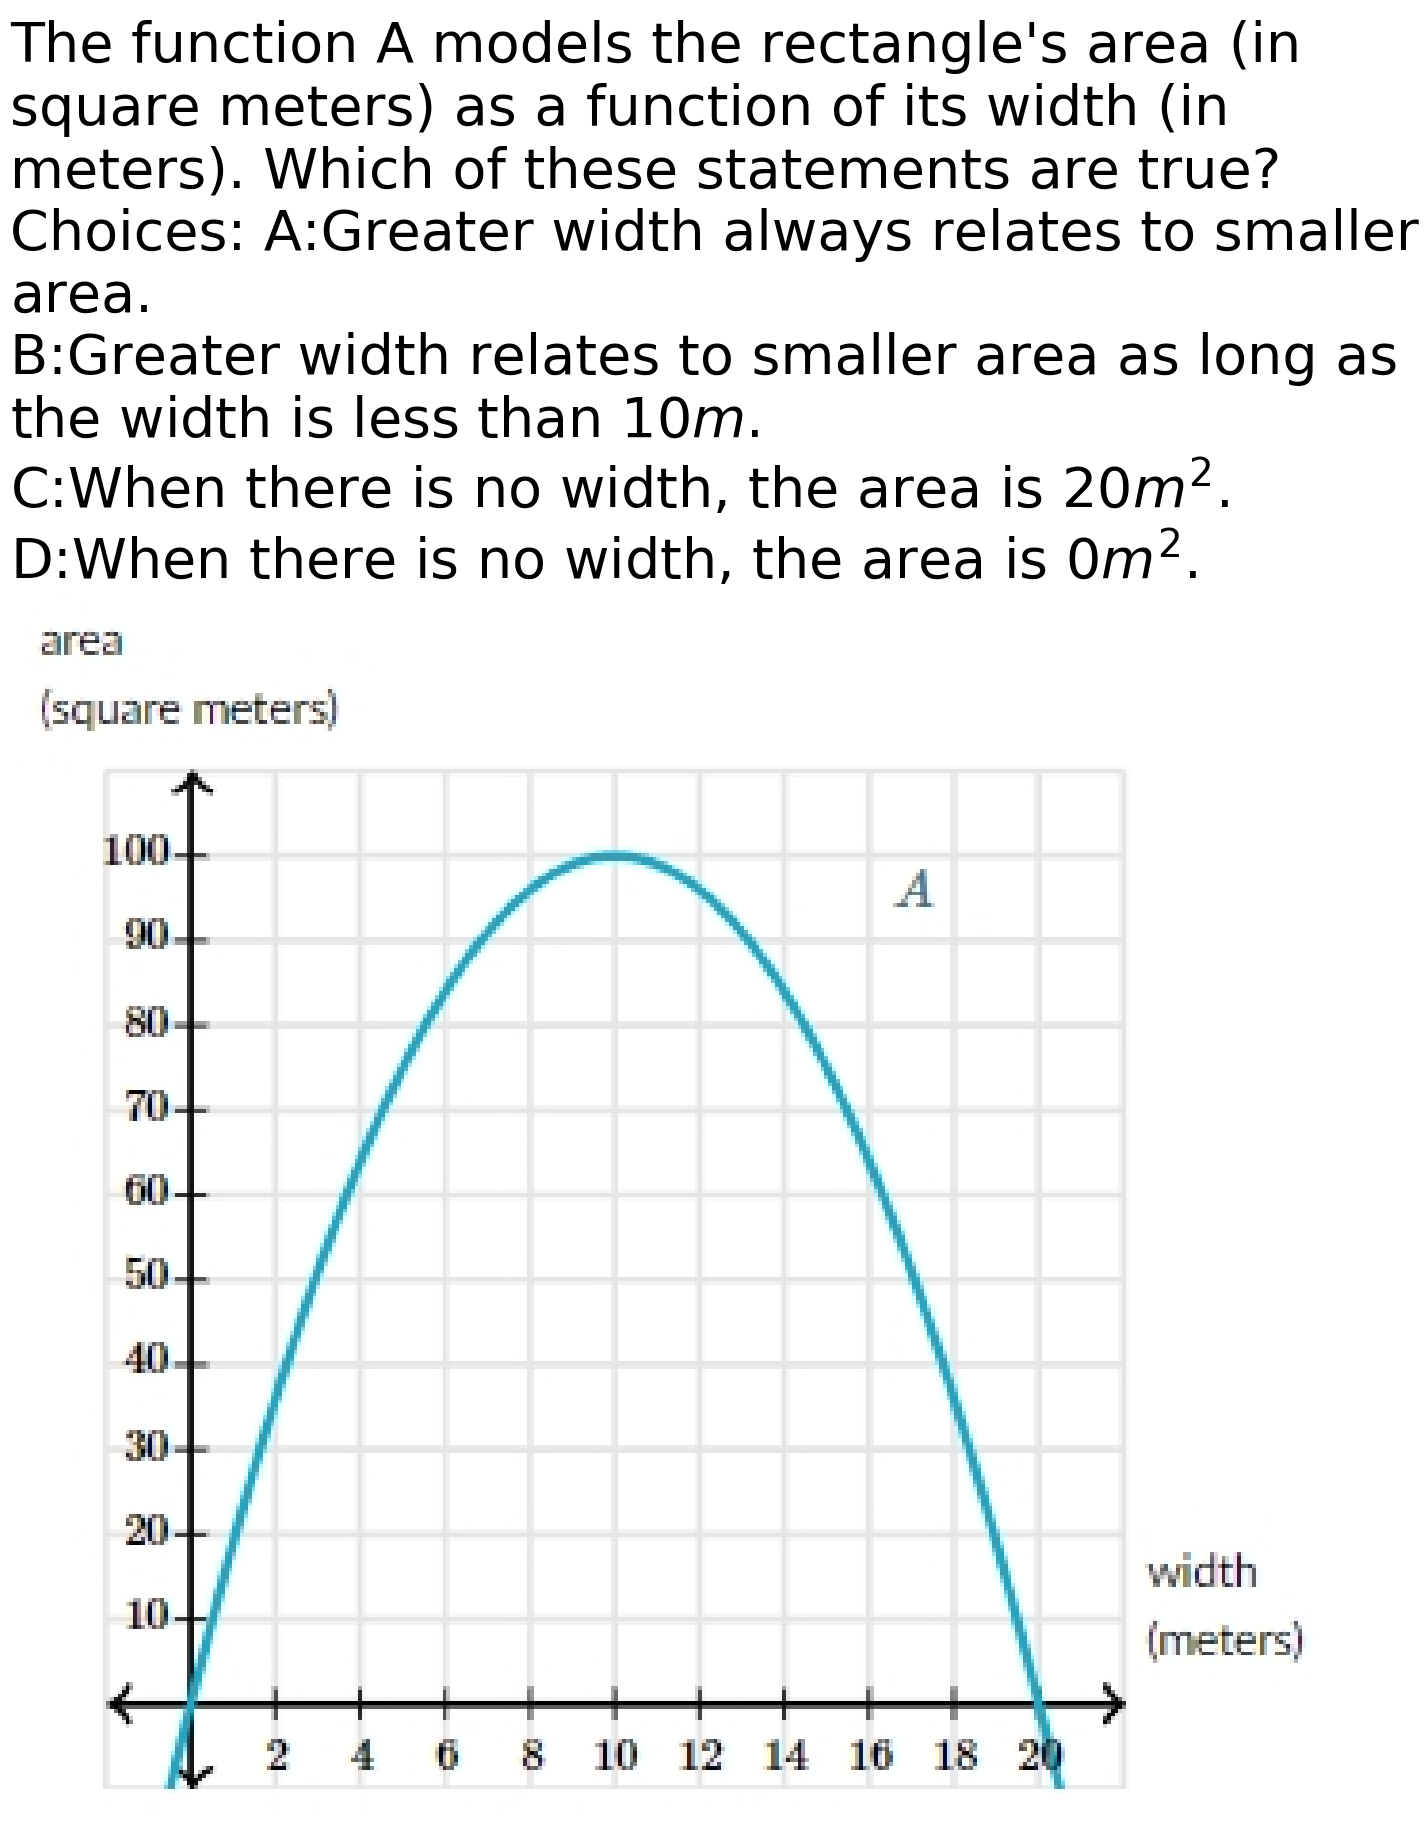 The function A models the rectangle's area (in
square meters) as a function of its width (in
meters). Which of these statements are true?
Choices: A:Greater width always relates to smaller
area.
B:Greater width relates to smaller area as long as
the width is less than 10m.
C:When there is no width, the area is 20m².
D:When there is no width, the area is 0m².
area
(square meters)
100
A
90
80
70
60
50
40
30
20
width
10
(meters)
2 4 6 8 10 12 14 16 18 20